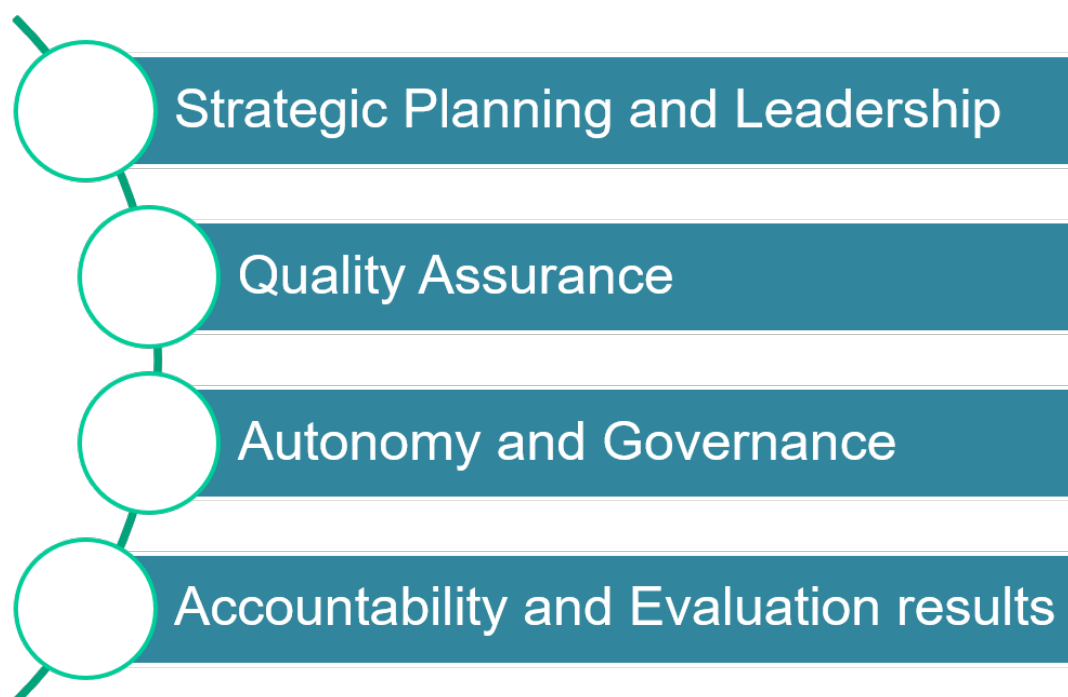 Strategic Planning and Leadership
Quality Assurance
Autonomy and Governance
Accountability and Evaluation results